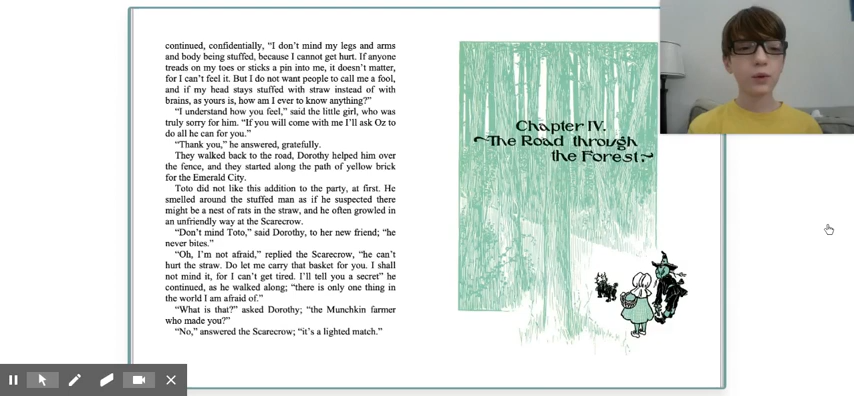 continued, confidentially, “I don’t mind my legs and arms
and body being stuffed, because I cannot get hurt. If anyone
treads on my toes or sticks a pin into me, it doesn’t matter,
for I can’t feel it. But I do not want people to call me a fool,
and if my head stays stuffed with straw instead of with
brains, as yours is, how am I ever to know anything?”
“I understand how you feel,” said the little girl, who was
truly sorry for him. “If you will come with me I’ll ask Oz to
do all he can for you.”
“Thank you,” he answered, gratefully.
They walked back to the road, Dorothy helped him over
the fence, and they started along the path of yellow brick
for the Emerald City.
Toto did not like this addition to the party, at first. He
smelled around the stuffed man as if he suspected there
might be a nest of rats in the straw, and he often growled in
an unfriendly way at the Scarecrow.
“Don’t mind Toto,” said Dorothy, to her new friend; “he
never bites.”
“Oh, I’m not afraid,” replied the Scarecrow, “he can’t
hurt the straw. Do let me carry that basket for you. I shall
not mind it, for I can’t get tired. I’ll tell you a secret” he
continued, as he walked along; “there is only one thing in
the world I am afraid of.”
“What is that?” asked Dorothy; “the Munchkin farmer
who made you?”
“No,” answered the Scarecrow; “it’s a lighted match.”
Chapter IV.
The Road through
the Forest.